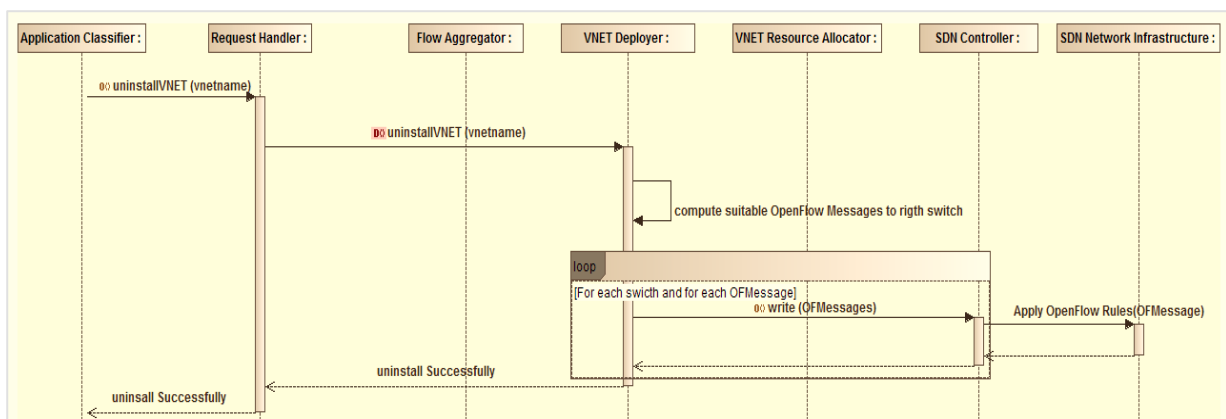 Application Classifier :
Request Handler :
Flow Aggregator :
VNET Deployer :
VNET Resource Allocator :
SDN Controller :
SDN Network Infrastructure :
uninstallVNET (vnetname)
uninstallVNET (vnetname)
compute suitable OpenFlow Messages to rigth switch
loop
[For each swicth and for each OFMessage]
write (OFMessages)
Apply OpenFlow Rules(OFMessage)
uninstall Successfully
uninsall Successfully